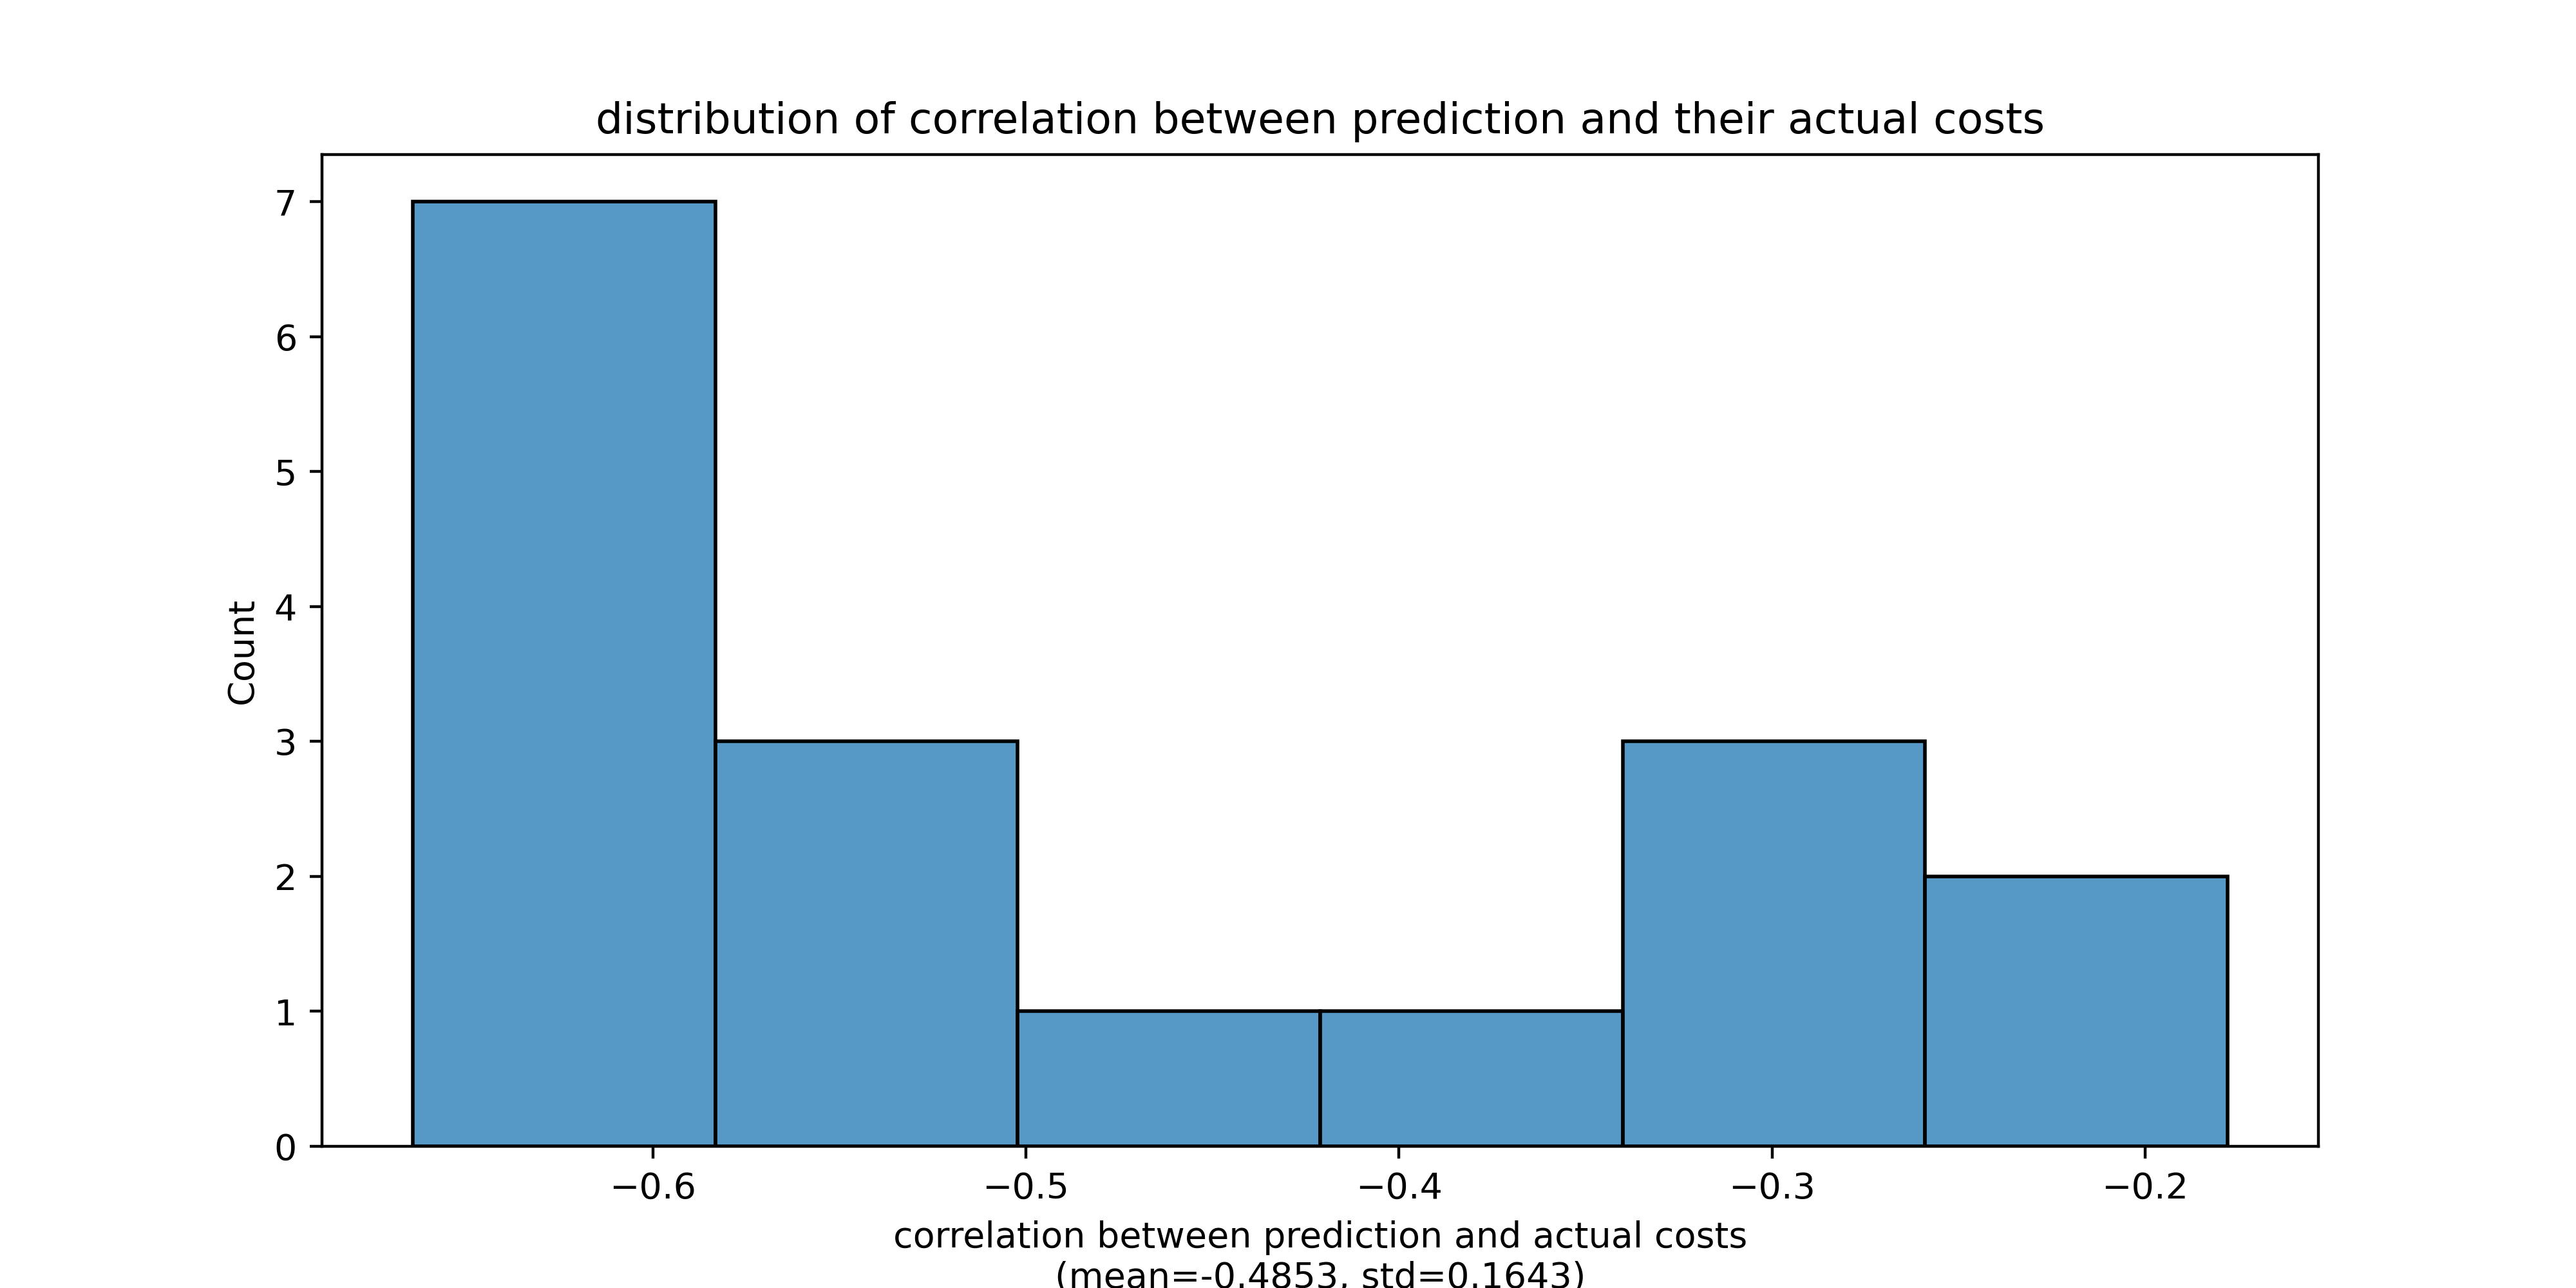 distribution of correlation between prediction and their actual costs
7
6
5
4
3
2
1
0
Count
−0.6 −0.5 −0.4 −0.3 −0.2
correlation between prediction and actual costs
(mean=-0.4853, std=0.1643)